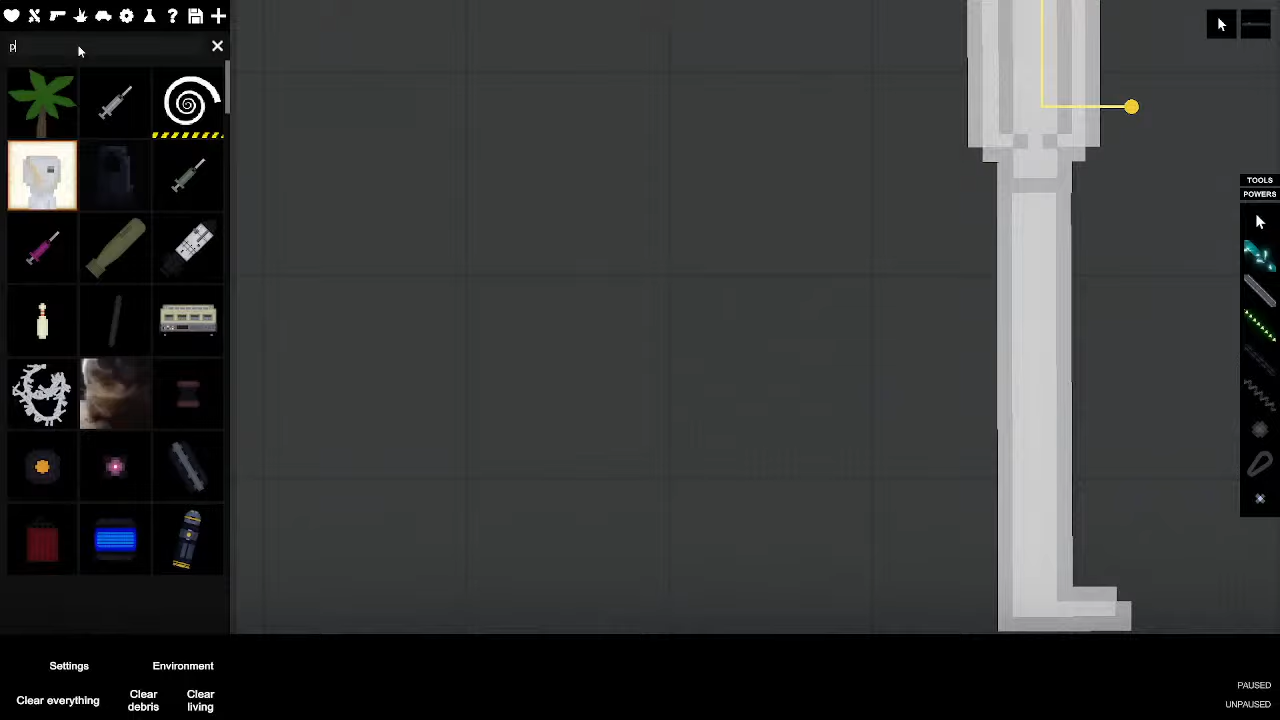 p
TOOLS
POWERS
Settings
Environment
Clear everything
Clear
debris
Clear
living
PAUSED
UNPAUSED